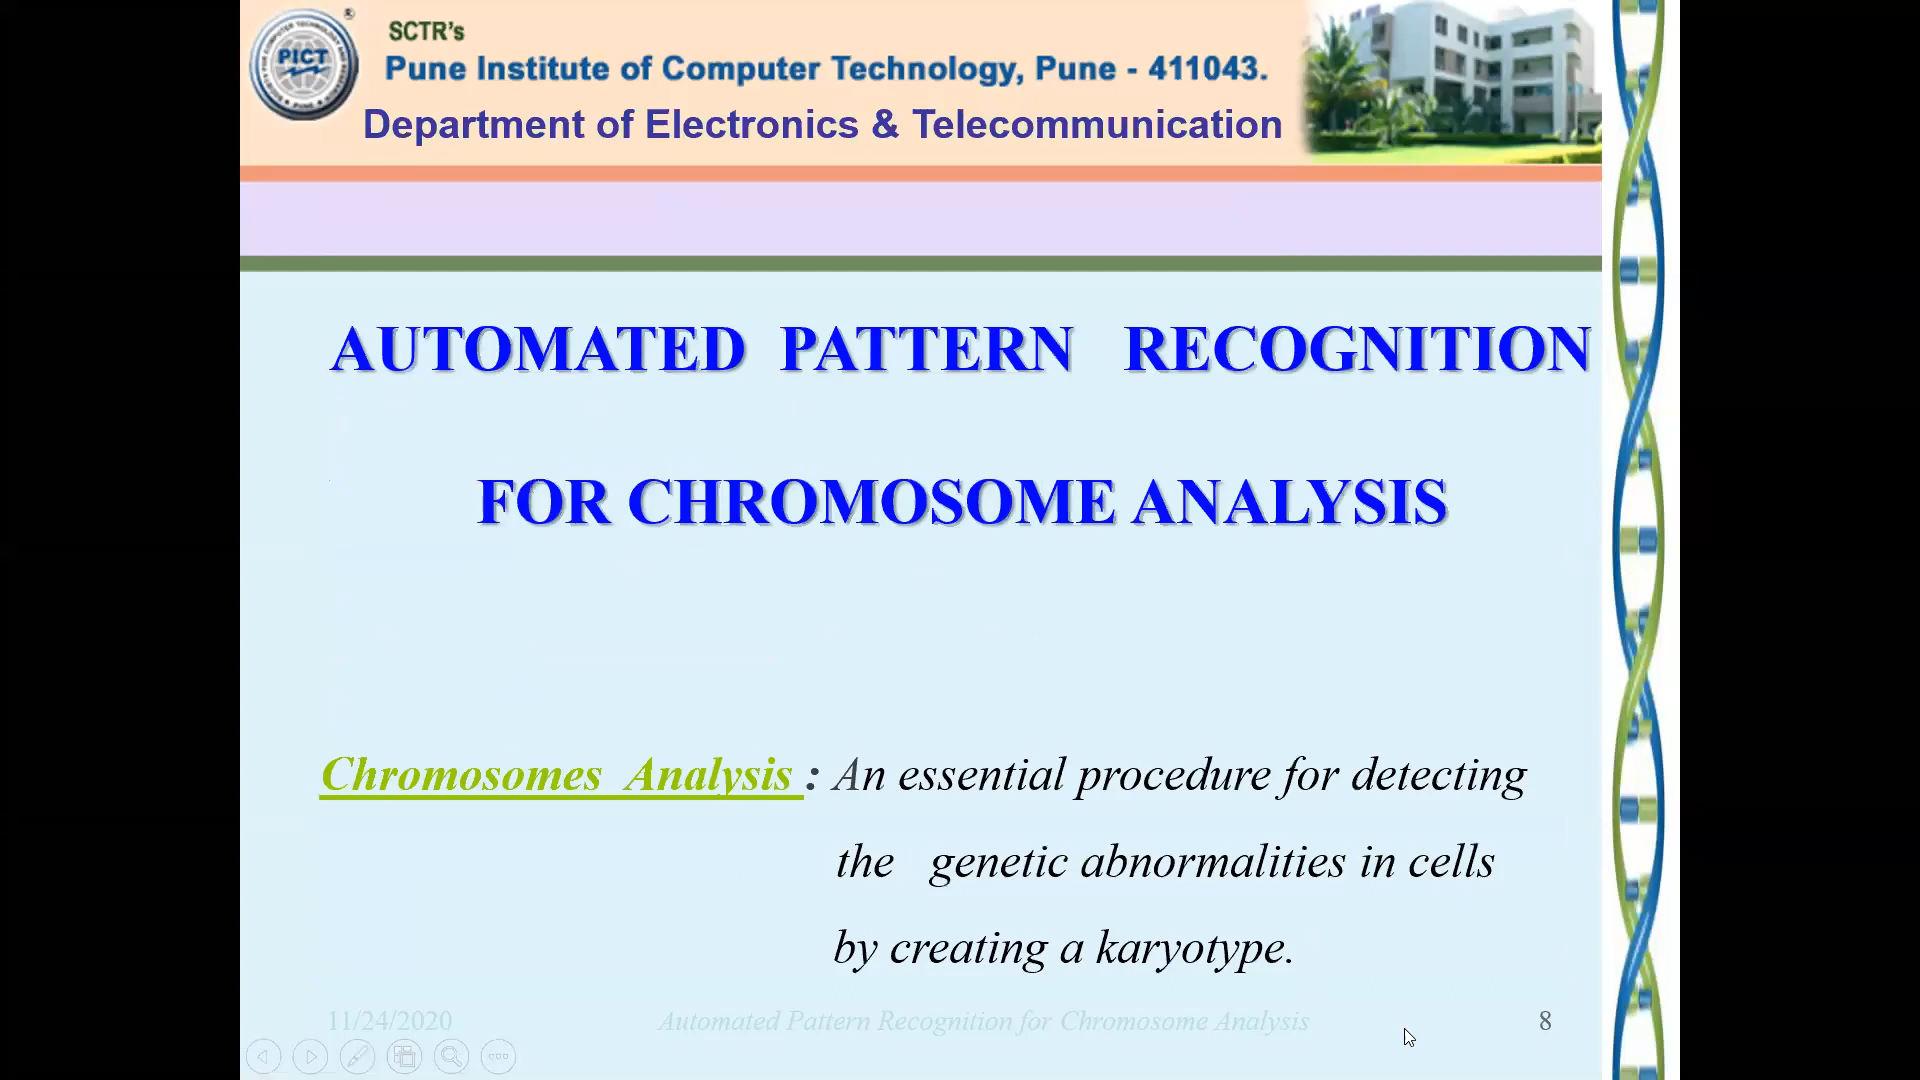 SCTR's
PICT
Pune Institute of Computer Technology, Pune - 411043.
Department of Electronics & Telecommunication
AUTOMATED PATTERN RECOGNITION
FOR CHROMOSOME ANALYSIS
Chromosomes Analysis : An essential procedure for detecting
the genetic abnormalities in cells
by creating a karyotype.
11/24/2020 Automated Pattern Recognition for Chromosome Analysis 8